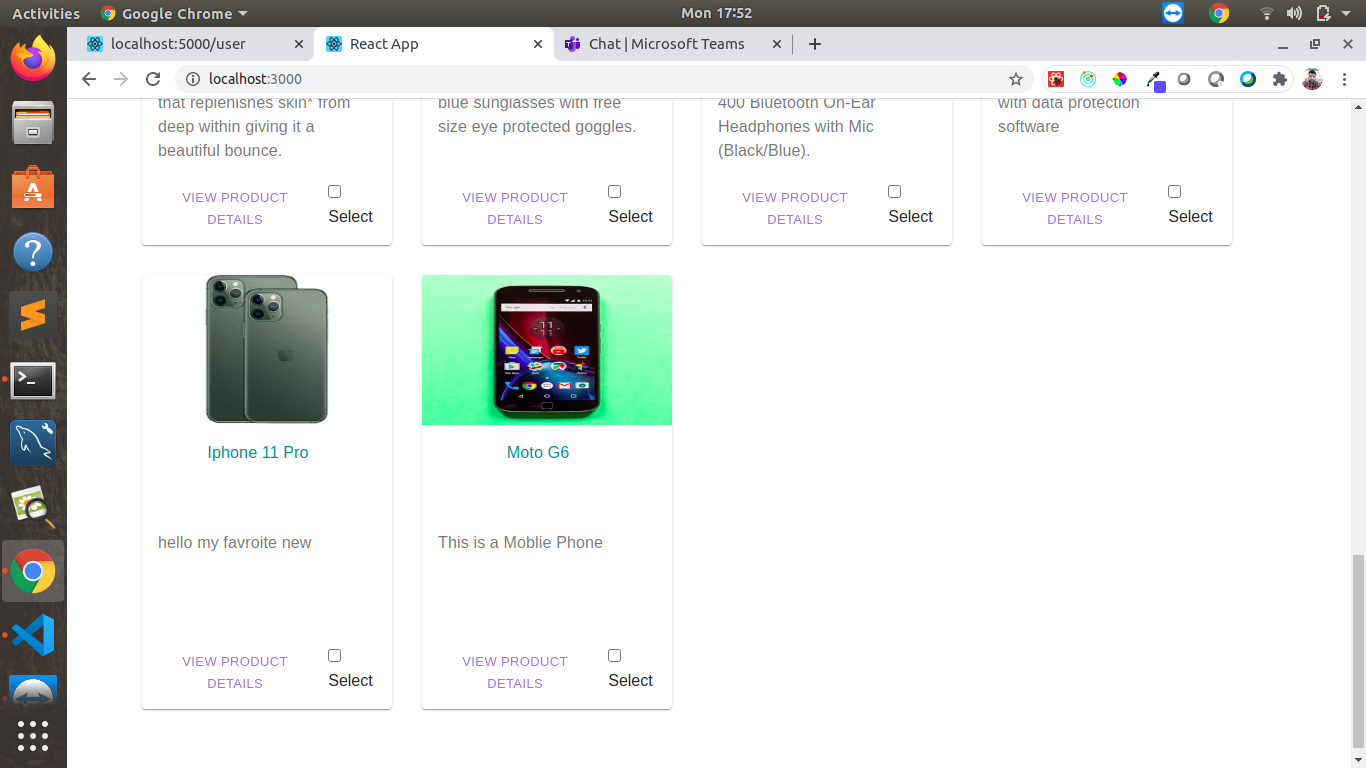 Activities
Google Chrome
Mon 17:52
localhost:5000/user
React App
Chat | Microsoft Teams
localhost:3000
that replenishes skin* from
deep within giving it a
beautiful bounce.
VIEW PRODUCT
DETAILS
Select
blue sunglasses with free
size eye protected goggles.
VIEW PRODUCT
DETAILS
Select
400 Bluetooth On-Ear
Headphones with Mic
(Black/Blue).
VIEW PRODUCT
DETAILS
Select
with data protection
software
VIEW PRODUCT
DETAILS
Select
Iphone 11 Pro
hello my favroite new
VIEW PRODUCT
DETAILS
Select
Moto G6
This is a Moblie Phone
VIEW PRODUCT
DETAILS
Select